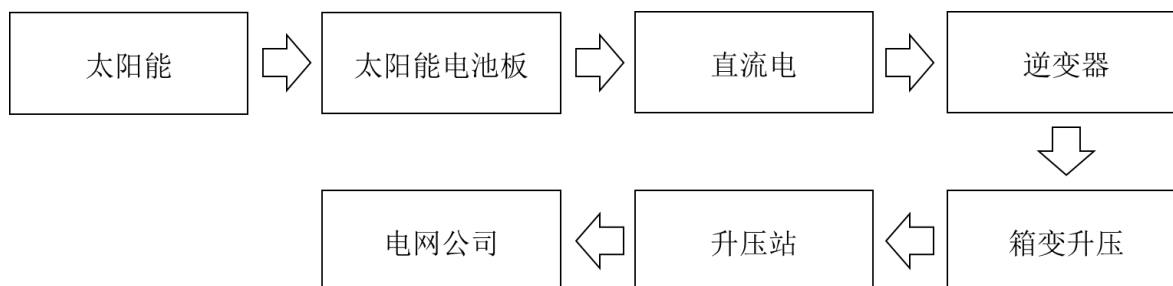 太阳能
太阳能电池板
直流电
逆变器
箱变升压
升压站
电网公司